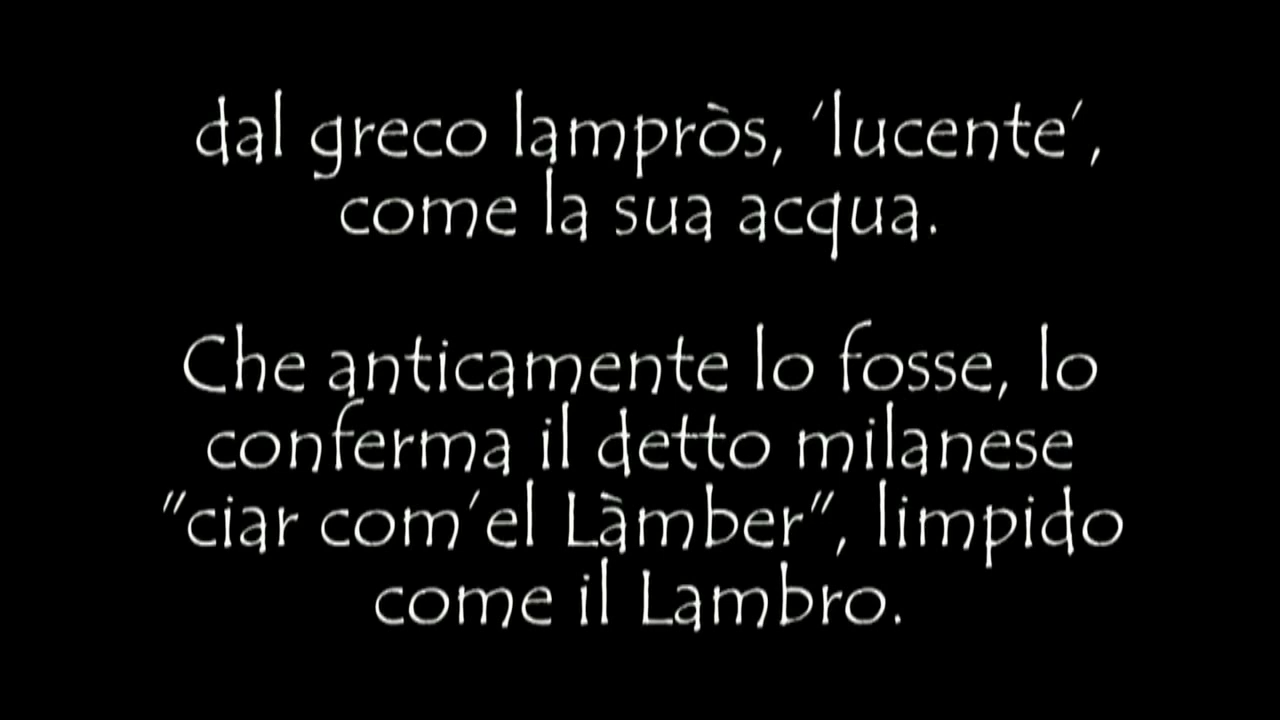 dal greco lampròs, 'lucente',
come la sua acqua.
Che anticamente lo fosse, lo
conferma il detto milanese
"ciar com'el Làmber", limpido
come il Lambro.